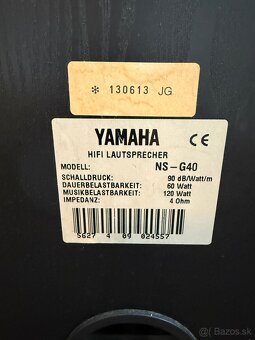 * 130613 JG
YAMAHA
CE
HIFI LAUTSPRECHER
MODELL: NS-G40
SCHALLDRUCK: 90 dB/Watt/m
DAUERBELASTBARKEIT: 60 Watt
MUSIKBELASTBARKEIT: 120 Watt
IMPEDANZ: 4 Ohm
5627 4 89 024557
© Bazos.sk